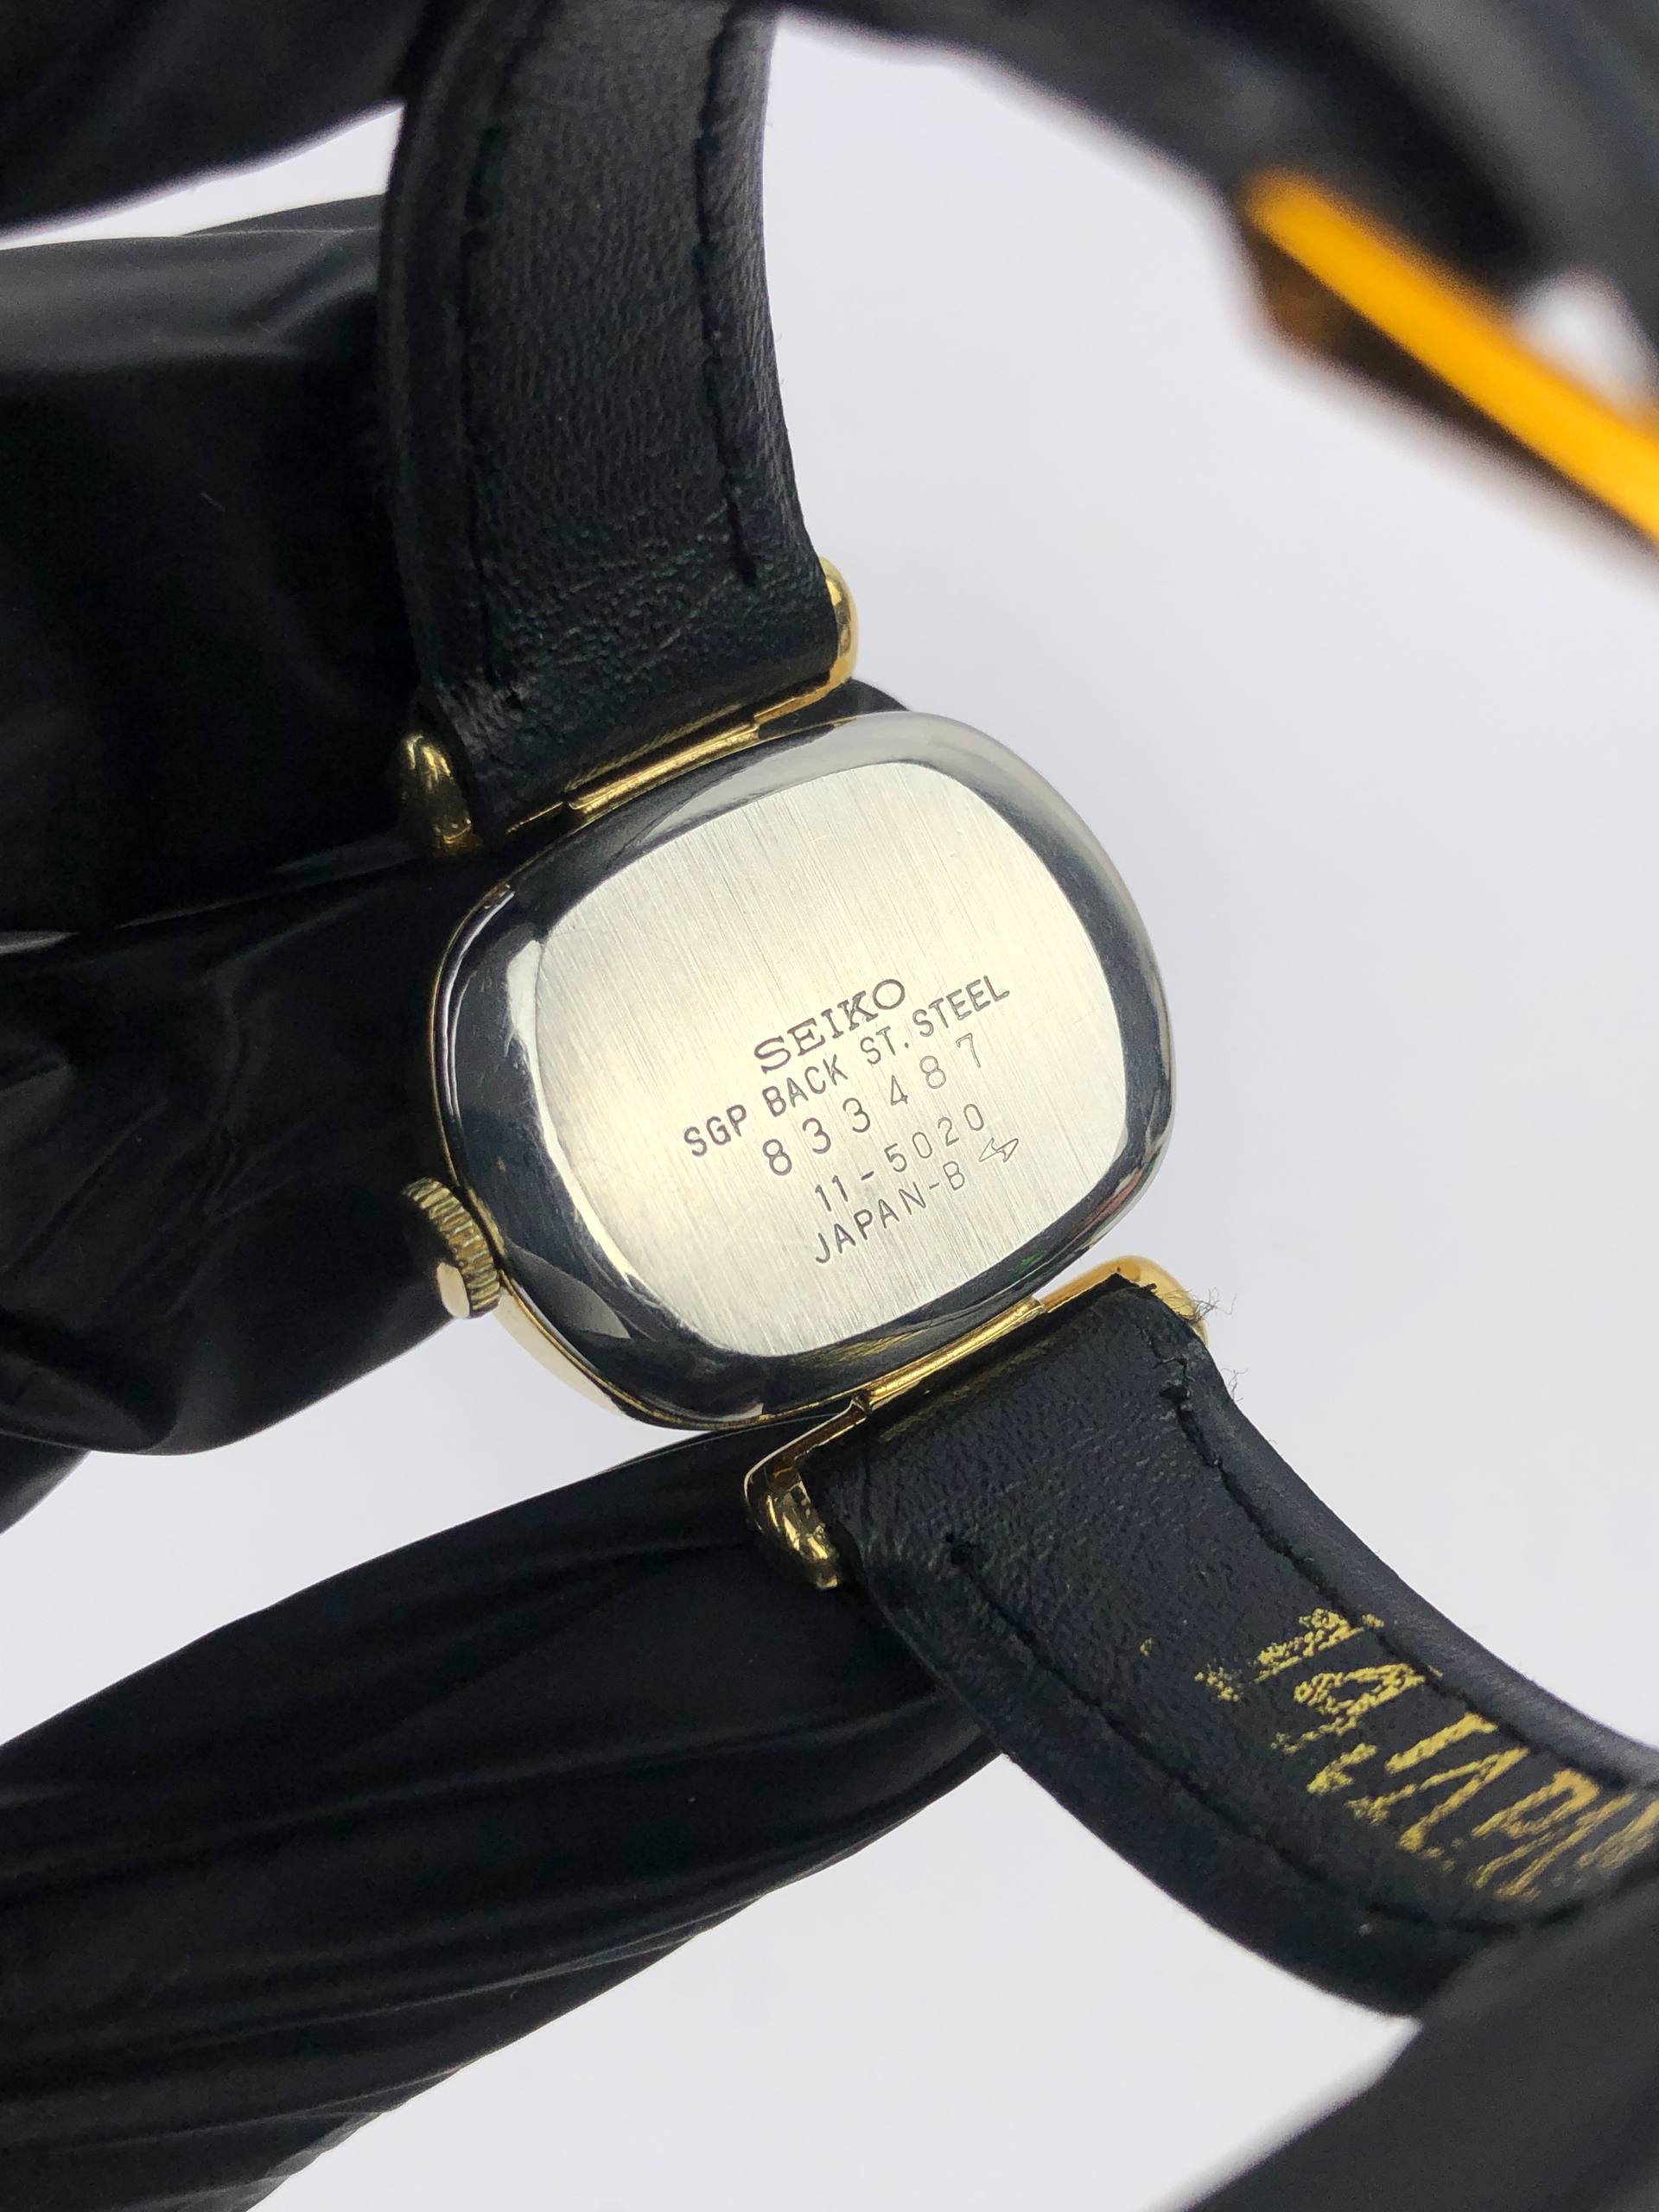 SEIKO
SGP BACK ST. STEEL
833487
11-5020
JAPAN-B